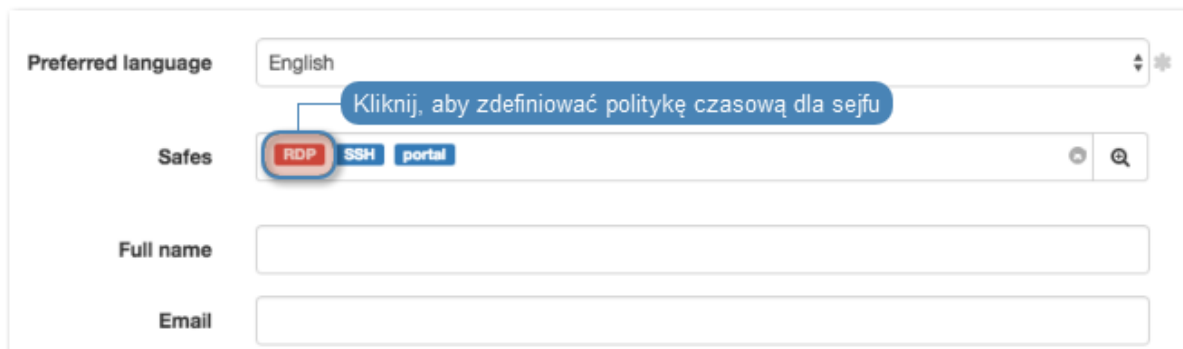 Preferred language English
Kliknij, aby zdefiniować politykę czasową dla sejfu
Safes RDP SSH portal
Full name
Email